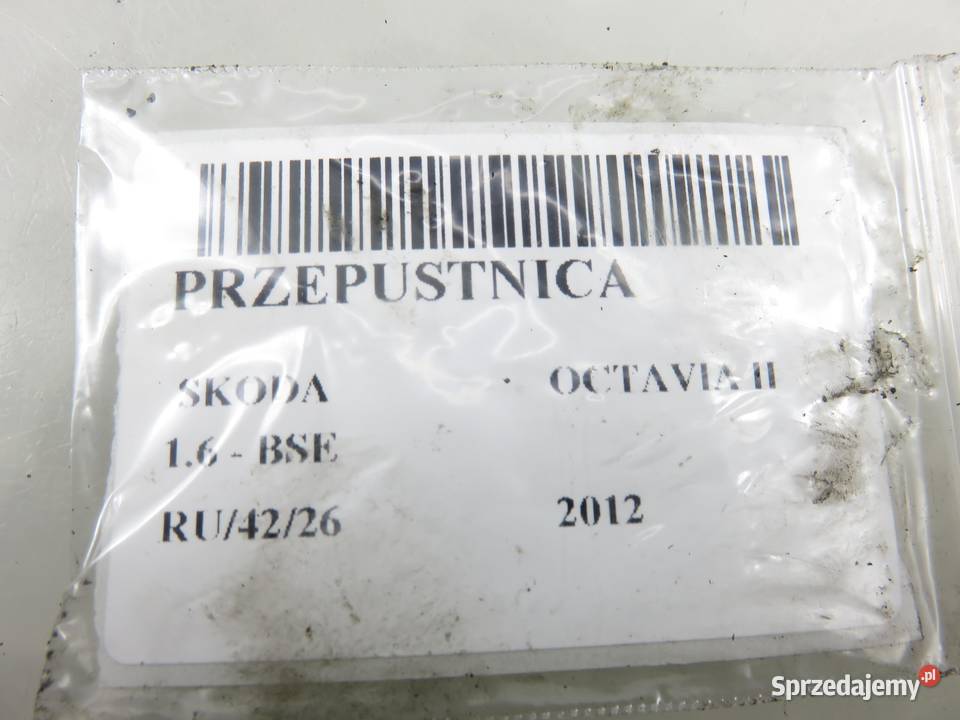 PRZEPUSTNICA
SKODA OCTAVIA II
1.6 - BSE
RU/42/26 2012
Sprzedajemy.pl